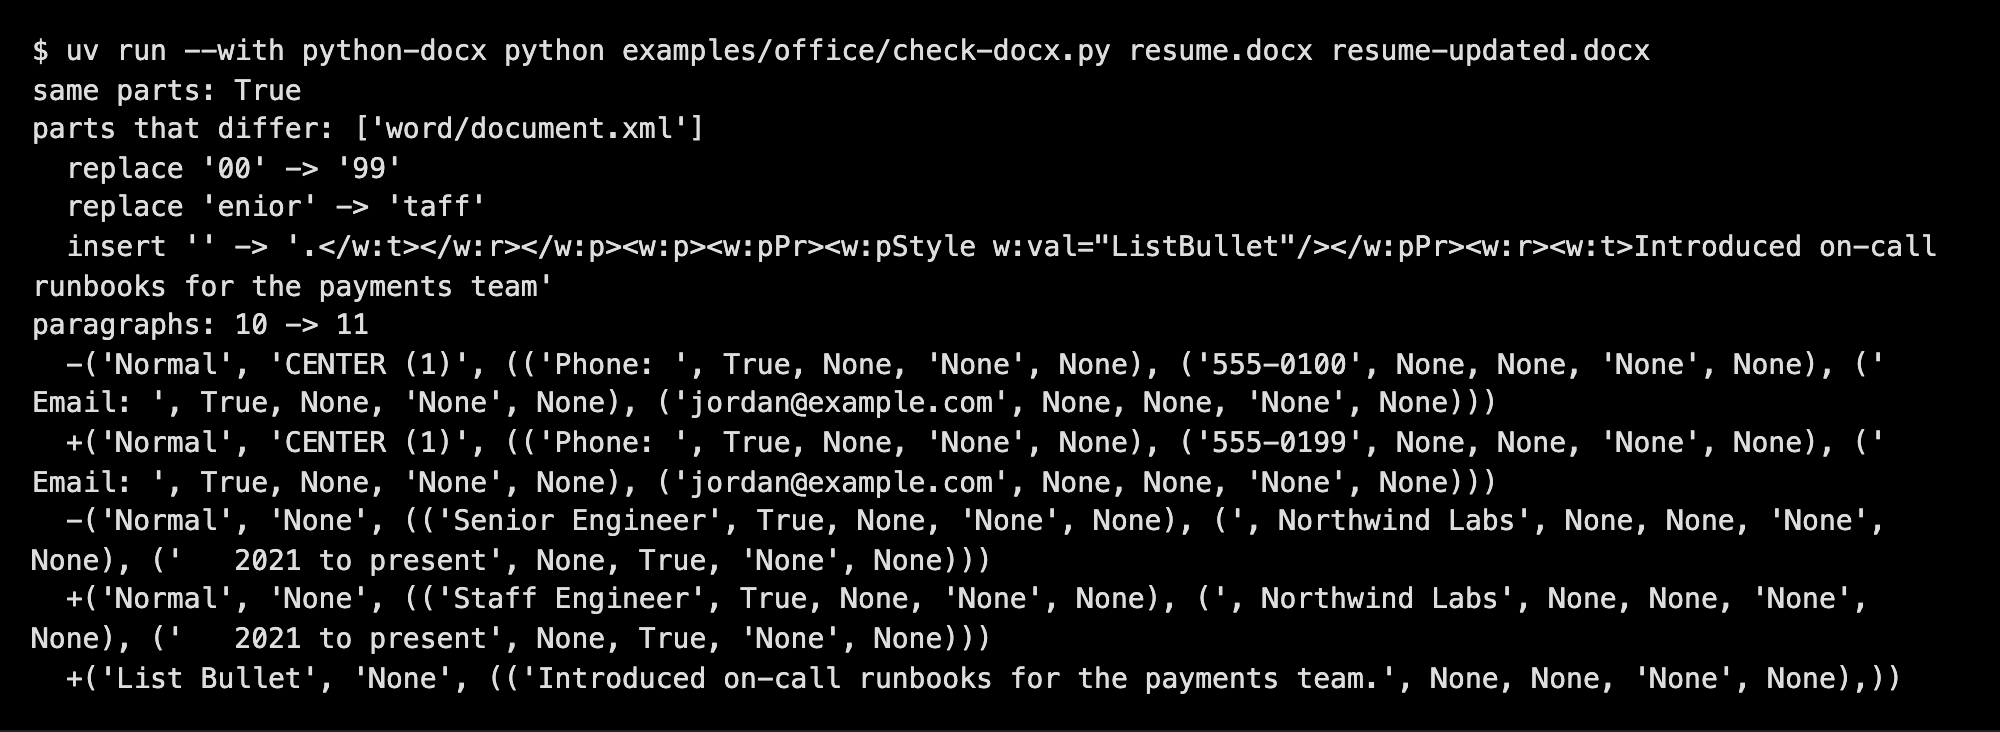 $ uv run --with python-docx python examples/office/check-docx.py resume.docx resume-updated.docx
same parts: True
parts that differ: ['word/document.xml']
  replace '00' -> '99'
  replace 'enior' -> 'taff'
  insert '' -> '.</w:t></w:r></w:p><w:p><w:pPr><w:pStyle w:val="ListBullet"/></w:pPr><w:r><w:t>Introduced on-call
runbooks for the payments team'
paragraphs: 10 -> 11
  -('Normal', 'CENTER (1)', (('Phone: ', True, None, 'None', None), ('555-0100', None, None, 'None', None), ('
Email: ', True, None, 'None', None), ('jordan@example.com', None, None, 'None', None)))
  +('Normal', 'CENTER (1)', (('Phone: ', True, None, 'None', None), ('555-0199', None, None, 'None', None), ('
Email: ', True, None, 'None', None), ('jordan@example.com', None, None, 'None', None)))
  -('Normal', 'None', (('Senior Engineer', True, None, 'None', None), (', Northwind Labs', None, None, 'None',
None), ('   2021 to present', None, True, 'None', None)))
  +('Normal', 'None', (('Staff Engineer', True, None, 'None', None), (', Northwind Labs', None, None, 'None',
None), ('   2021 to present', None, True, 'None', None)))
  +('List Bullet', 'None', (('Introduced on-call runbooks for the payments team.', None, None, 'None', None),))